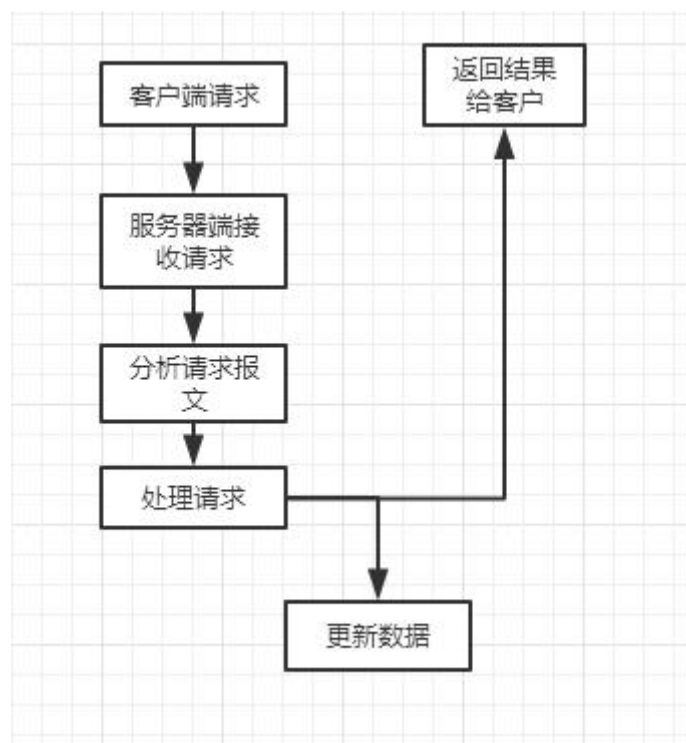 客户端请求
返回结果
给客户
服务器端接
收请求
分析请求报
文
处理请求
更新数据